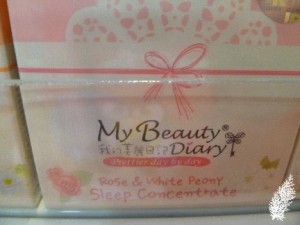 My Beauty®
我的美麗日記 Diary
Prettier day by day
Rose & White Peony
Sleep Concentrate